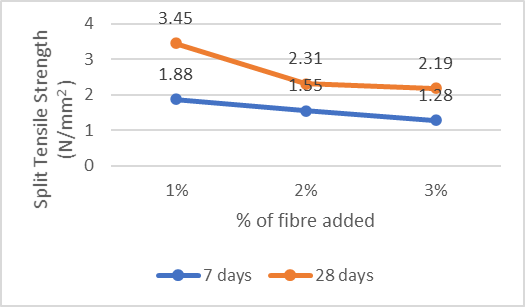 Split Tensile Strength
(N/mm²)
4
3
2
1
0
3.45
2.31
2.19
1.88
1.55
1.28
1%
2%
3%
% of fibre added
7 days
28 days